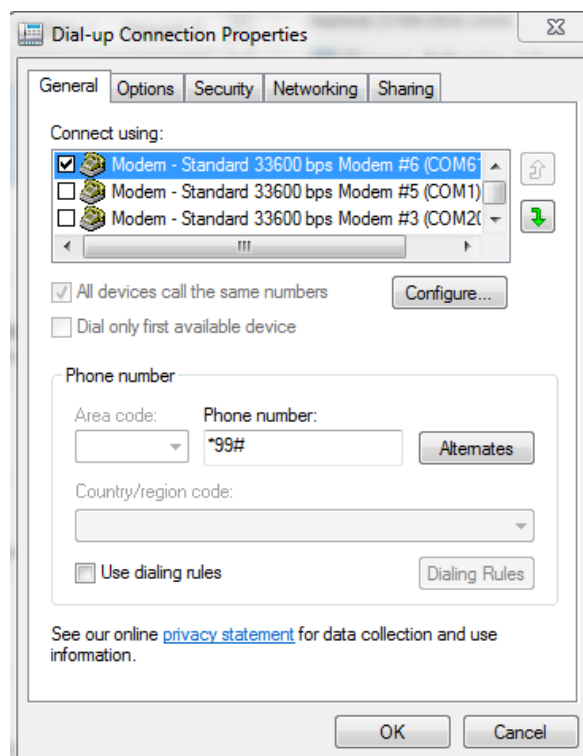 Dial-up Connection Properties
General Options Security Networking Sharing
Connect using:
Modem - Standard 33600 bps Modem #6 (COM6
Modem - Standard 33600 bps Modem #5 (COM1)
Modem - Standard 33600 bps Modem #3 (COM20
All devices call the same numbers Configure...
Dial only first available device
Phone number
Area code: Phone number:
*99# Alternates
Country/region code:
Use dialing rules Dialing Rules
See our online privacy statement for data collection and use
information.
OK Cancel